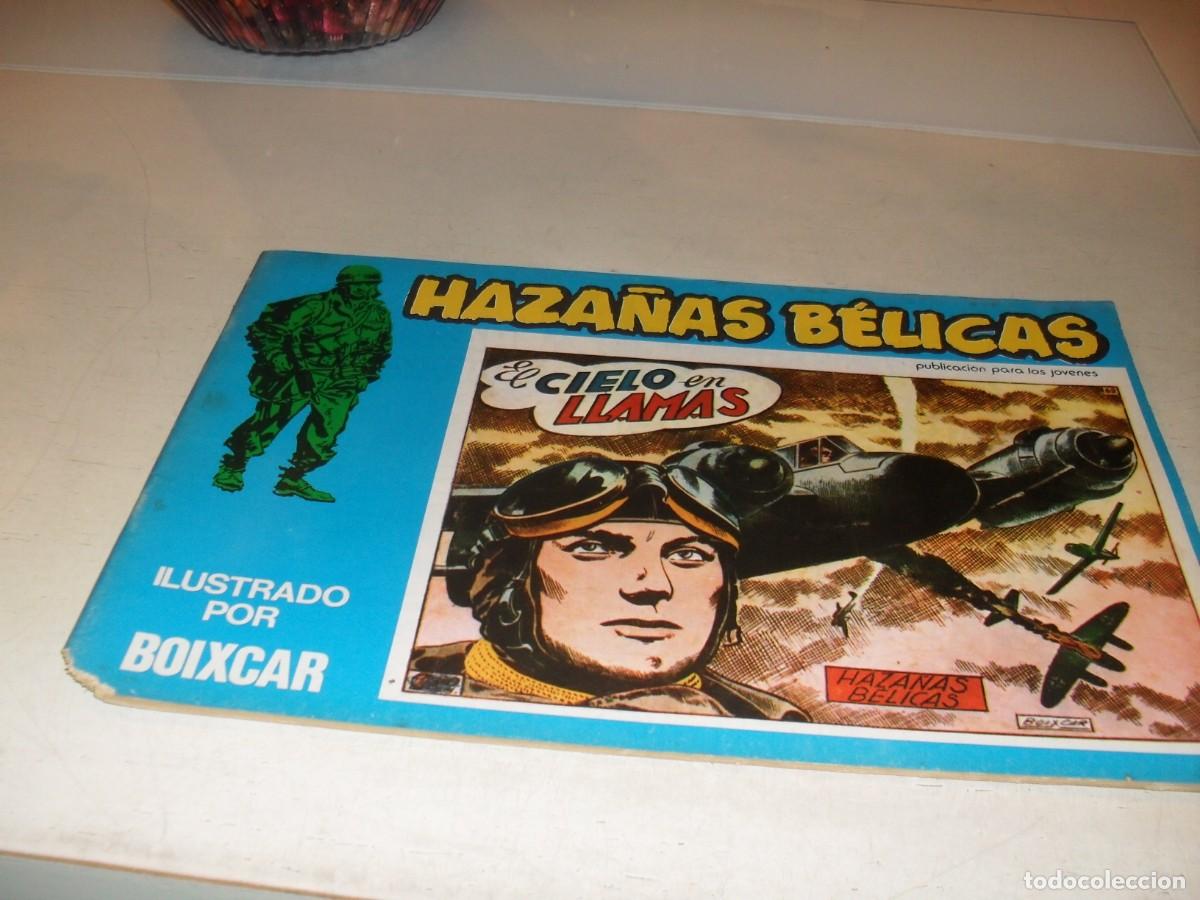 HAZAÑAS BÉLICAS
publicación para los jovenes
El CIELO en
LLAMAS
ILUSTRADO
POR
BOIXCAR
HAZAÑAS
BÉLICAS
BOIXCAR
todocoleccion